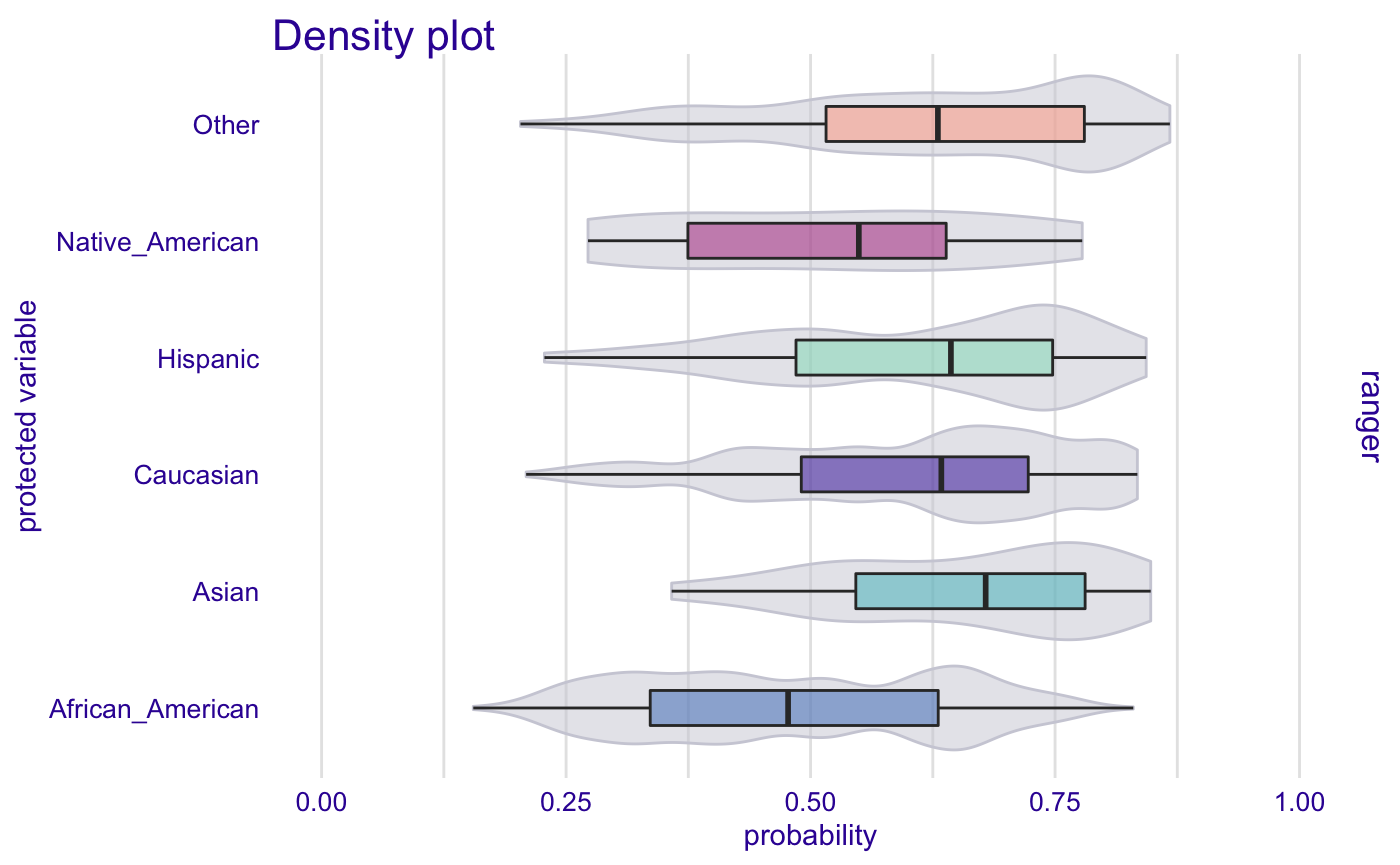 Density plot
Other
Native_American
Hispanic
Caucasian
Asian
African_American
protected variable
ranger
0.00 0.25 0.50 0.75 1.00
probability